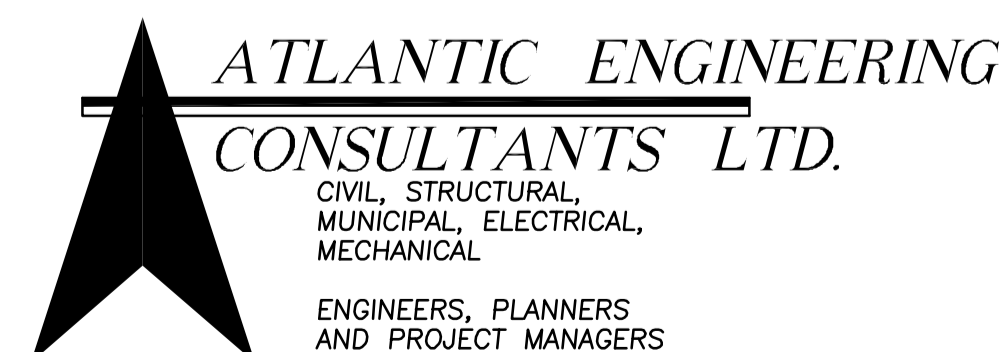 ATLANTIC ENGINEERING
CONSULTANTS LTD.
CIVIL, STRUCTURAL,
MUNICIPAL, ELECTRICAL,
MECHANICAL
ENGINEERS, PLANNERS
AND PROJECT MANAGERS